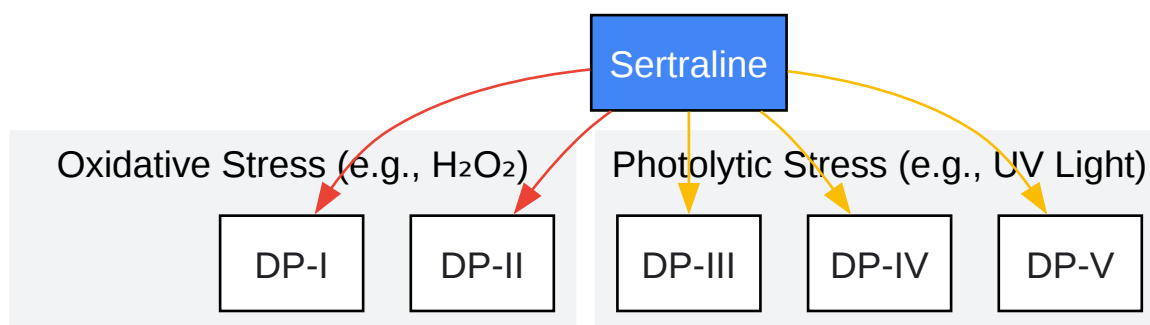 Sertraline
Oxidative Stress (e.g., H₂O₂)
Photolytic Stress (e.g., UV Light)
DP-I
DP-II
DP-III
DP-IV
DP-V